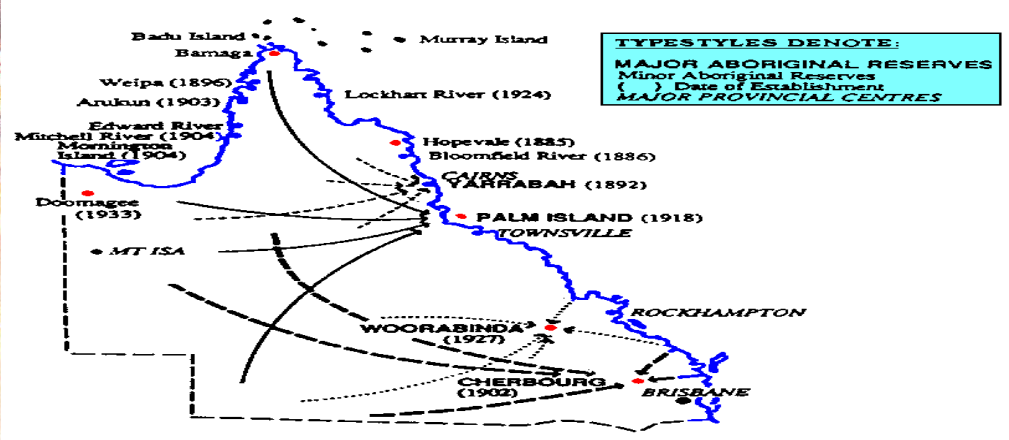 Badu Island
Bamaga
Murray Island
Weipa (1896)
Arukun (1903)
Lockhart River (1924)
Edward River
Mitchell River (1904)
Mornington
Island (1904)
Hopevale (1885)
Bloomfield River (1886)
CAIRNS
YARRABAH (1892)
Doomagee
(1933)
PALM ISLAND (1918)
TOWNSVILLE
MT ISA
ROCKHAMPTON
WOORABINDA
(1927)
CHERBOURG
(1902)
BRISBANE
TYPESTYLES DENOTE:
MAJOR ABORIGINAL RESERVES
Minor Aboriginal Reserves
( ) Date of Establishment
MAJOR PROVINCIAL CENTRES